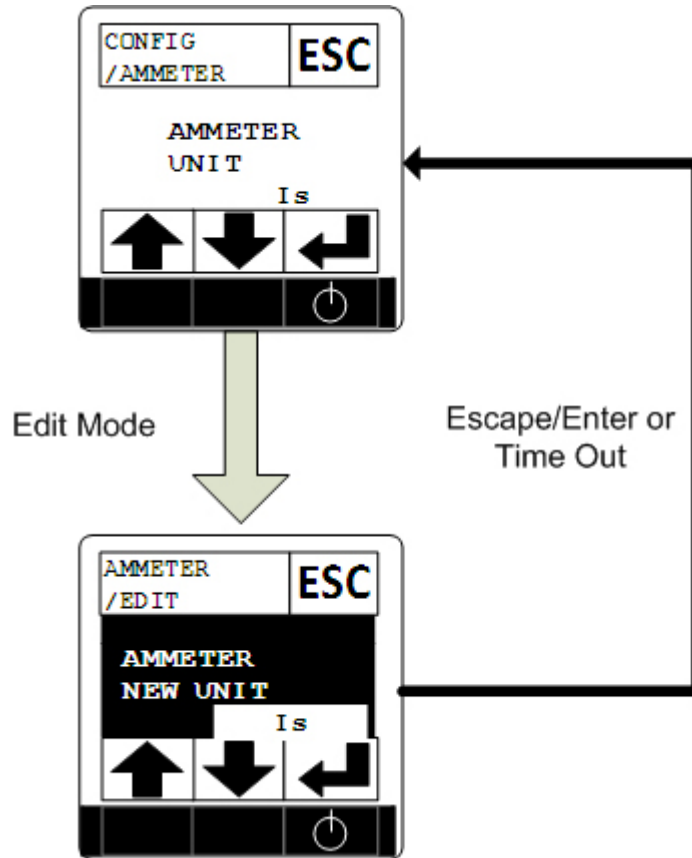 CONFIG
/AMMETER
ESC
AMMETER
UNIT
Is
Edit Mode
Escape/Enter or
Time Out
AMMETER
/EDIT
ESC
AMMETER
NEW UNIT
Is